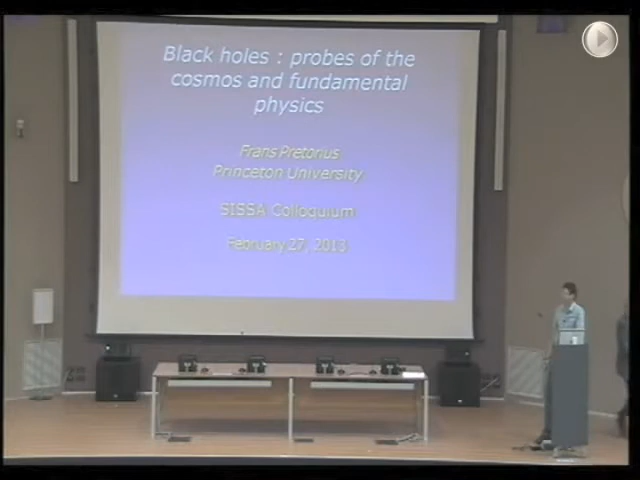 Black holes : probes of the
cosmos and fundamental
physics
Frans Pretorius
Princeton University
SISSA Colloquium
February 27, 2013